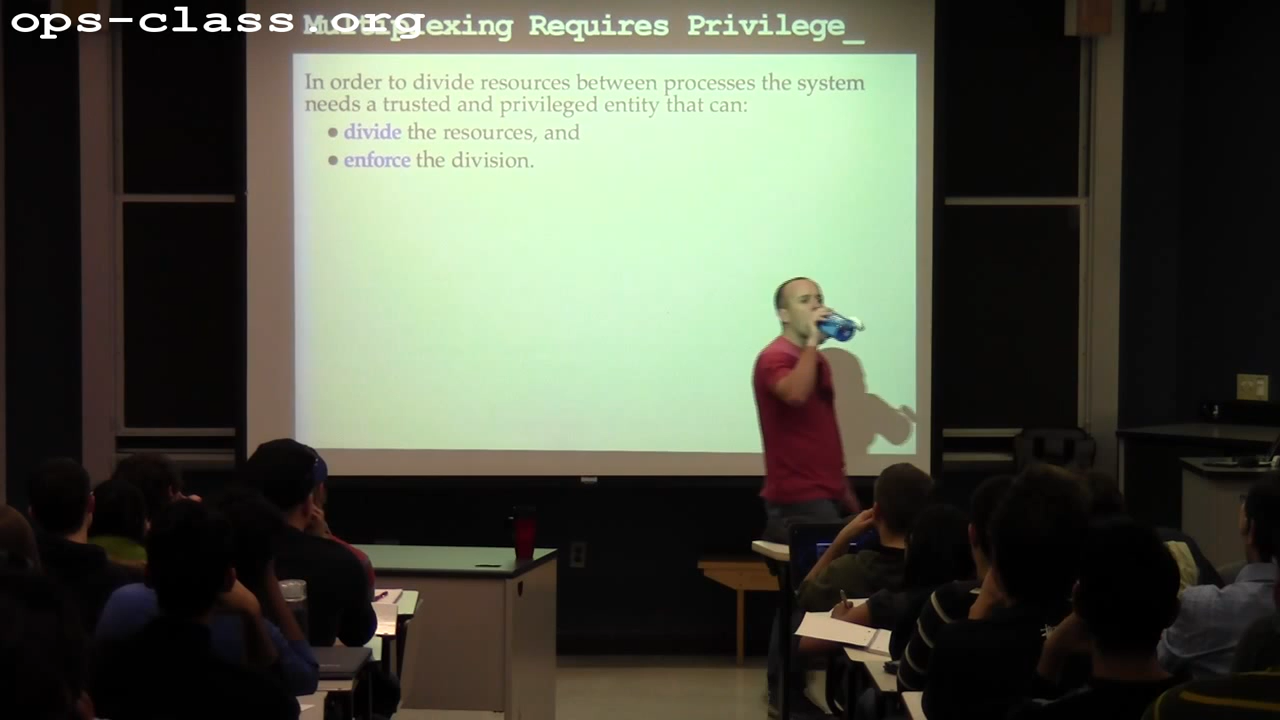 ops-class.org
Multiplexing Requires Privilege_
In order to divide resources between processes the system
needs a trusted and privileged entity that can:
● divide the resources, and
● enforce the division.